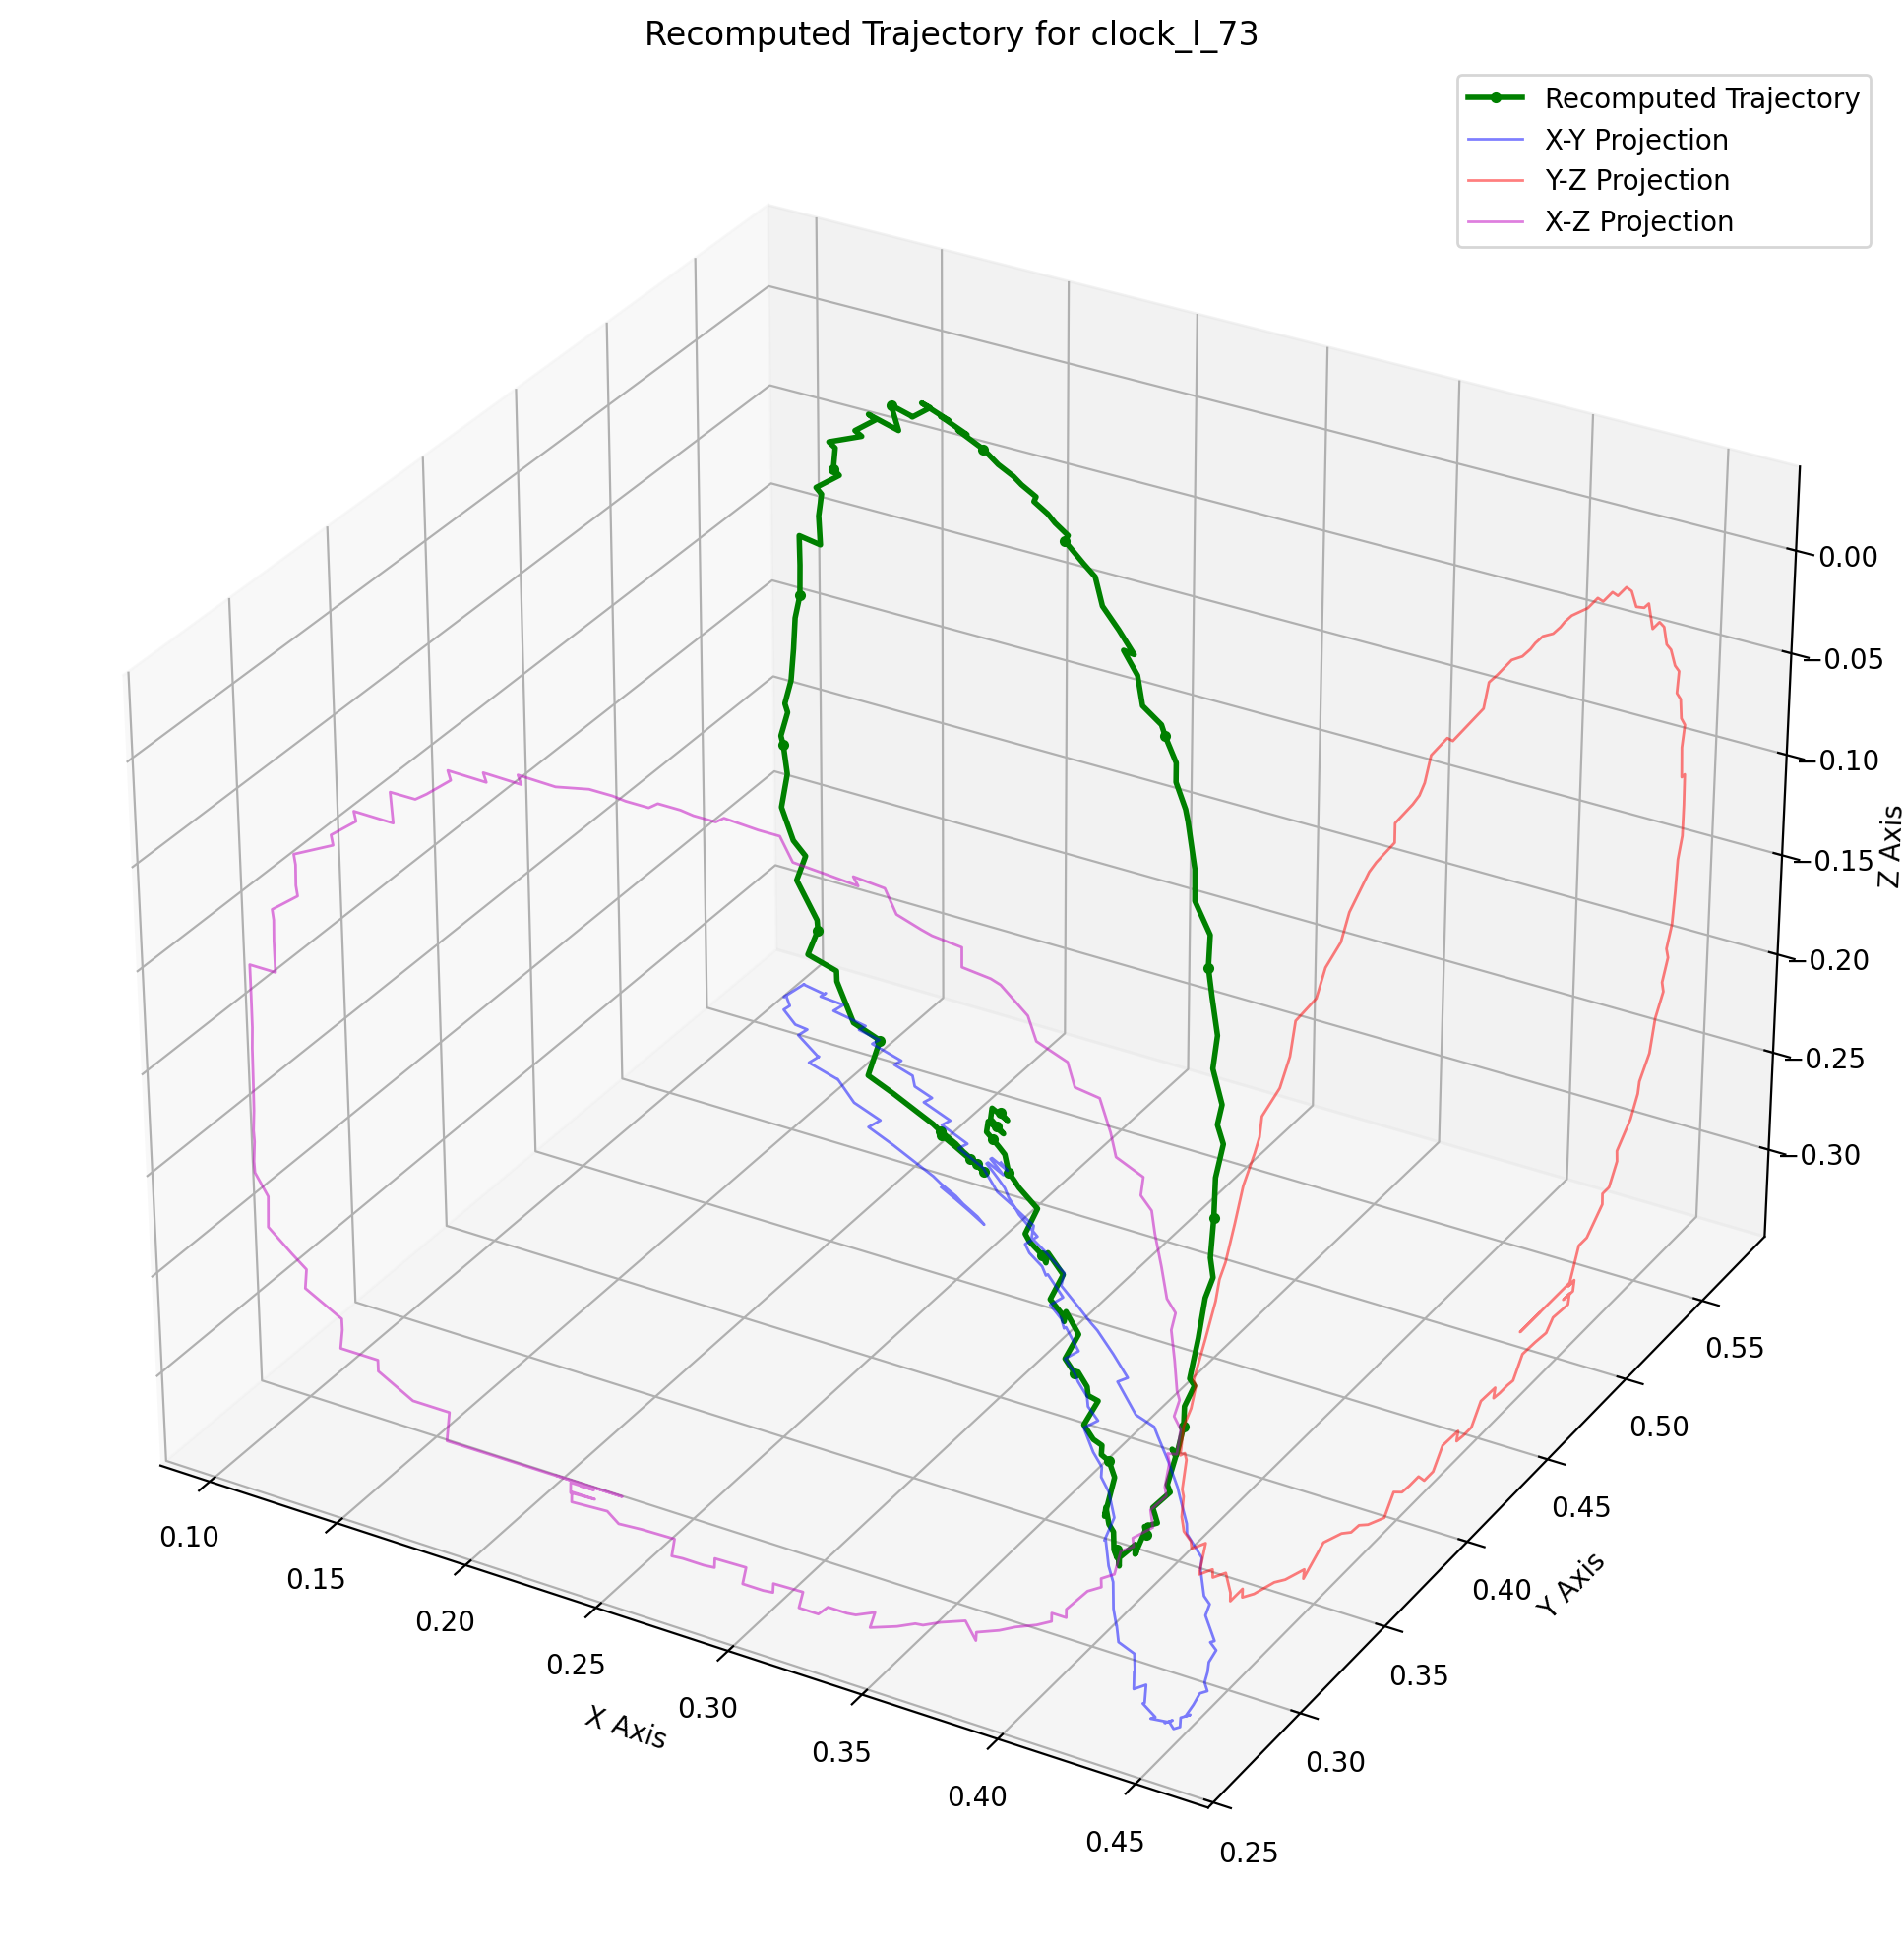 Recomputed Trajectory for clock_l_73
Recomputed Trajectory
X-Y Projection
Y-Z Projection
X-Z Projection
0.00
−0.05
−0.10
−0.15
−0.20
−0.25
−0.30
Z Axis
0.55
0.50
0.45
0.40
0.35
0.30
0.25
Y Axis
0.10
0.15
0.20
0.25
0.30
0.35
0.40
0.45
X Axis